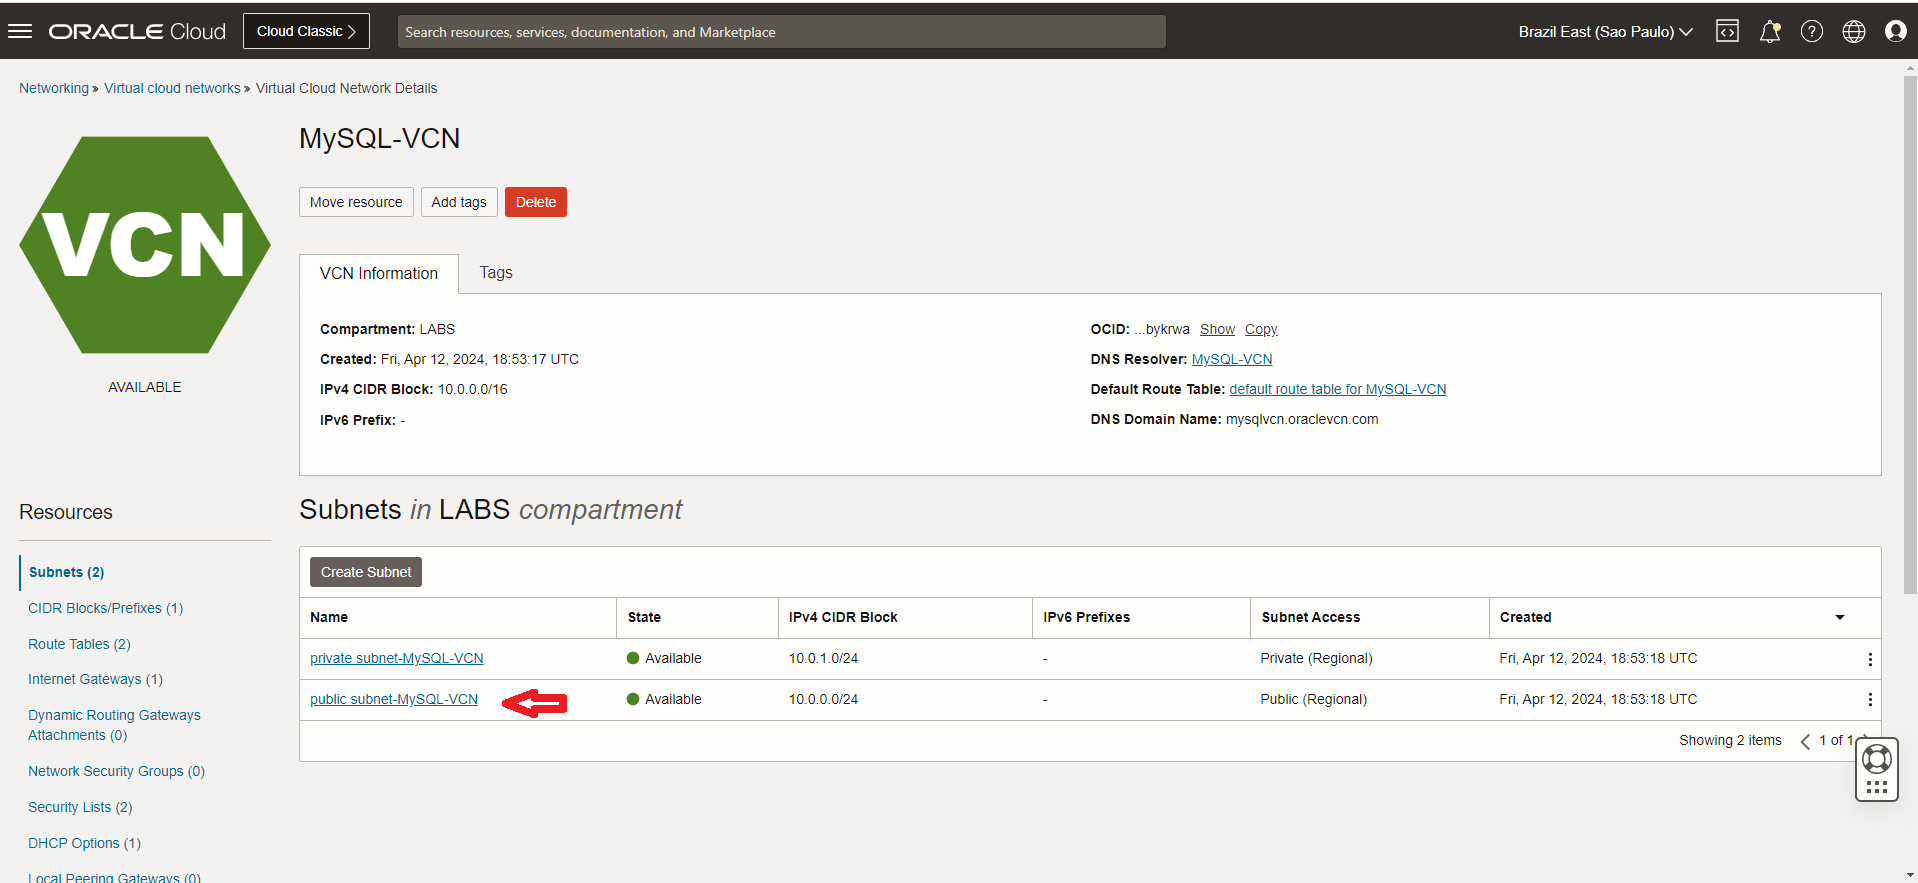 ORACLE Cloud
Cloud Classic
Search resources, services, documentation, and Marketplace
Brazil East (Sao Paulo)
Networking » Virtual cloud networks » Virtual Cloud Network Details
VCN
AVAILABLE
MySQL-VCN
Move resource
Add tags
Delete
VCN Information
Tags
Compartment: LABS
Created: Fri, Apr 12, 2024, 18:53:17 UTC
IPv4 CIDR Block: 10.0.0.0/16
IPv6 Prefix: -
OCID: ...bykrwa Show Copy
DNS Resolver: MySQL-VCN
Default Route Table: default route table for MySQL-VCN
DNS Domain Name: mysqlvcn.oraclevcn.com
Resources
Subnets (2)
CIDR Blocks/Prefixes (1)
Route Tables (2)
Internet Gateways (1)
Dynamic Routing Gateways
Attachments (0)
Network Security Groups (0)
Security Lists (2)
DHCP Options (1)
Local Peering Gateways (0)
Subnets in LABS compartment
Create Subnet
Name State IPv4 CIDR Block IPv6 Prefixes Subnet Access Created
private subnet-MySQL-VCN Available 10.0.1.0/24 - Private (Regional) Fri, Apr 12, 2024, 18:53:18 UTC
public subnet-MySQL-VCN Available 10.0.0.0/24 - Public (Regional) Fri, Apr 12, 2024, 18:53:18 UTC
Showing 2 items 1 of 1